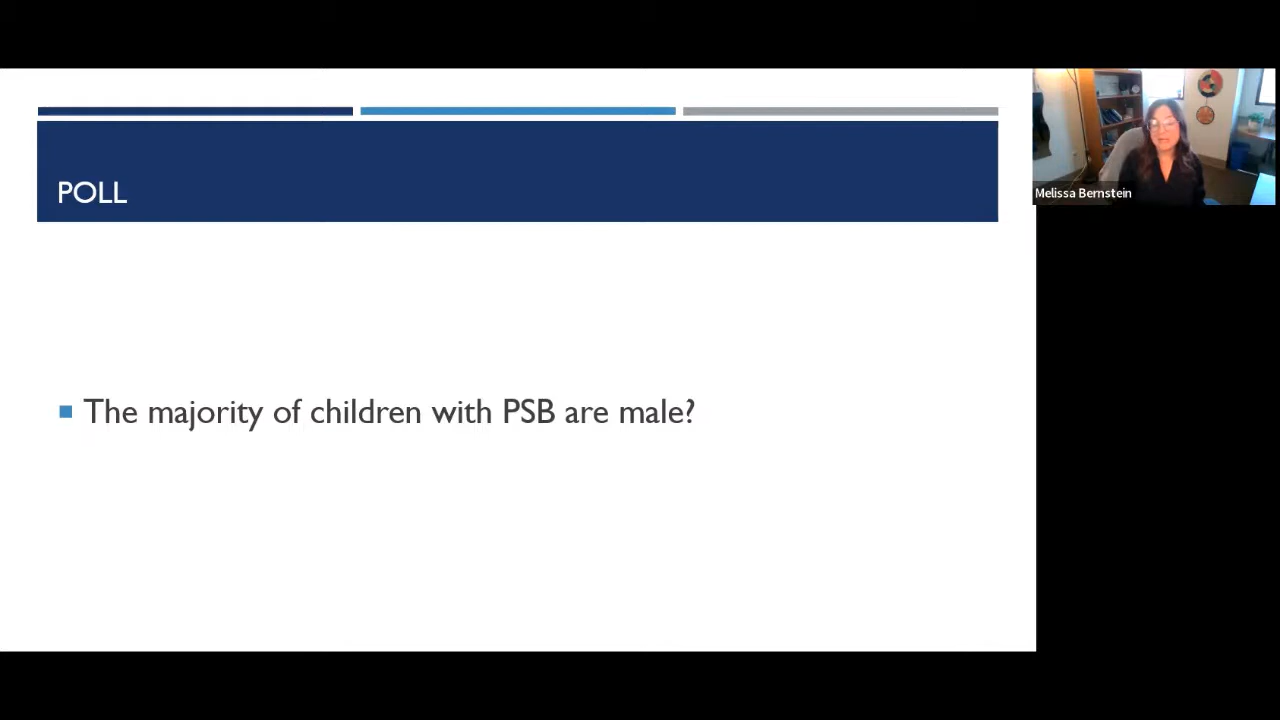 POLL
The majority of children with PSB are male?
Melissa Bernstein